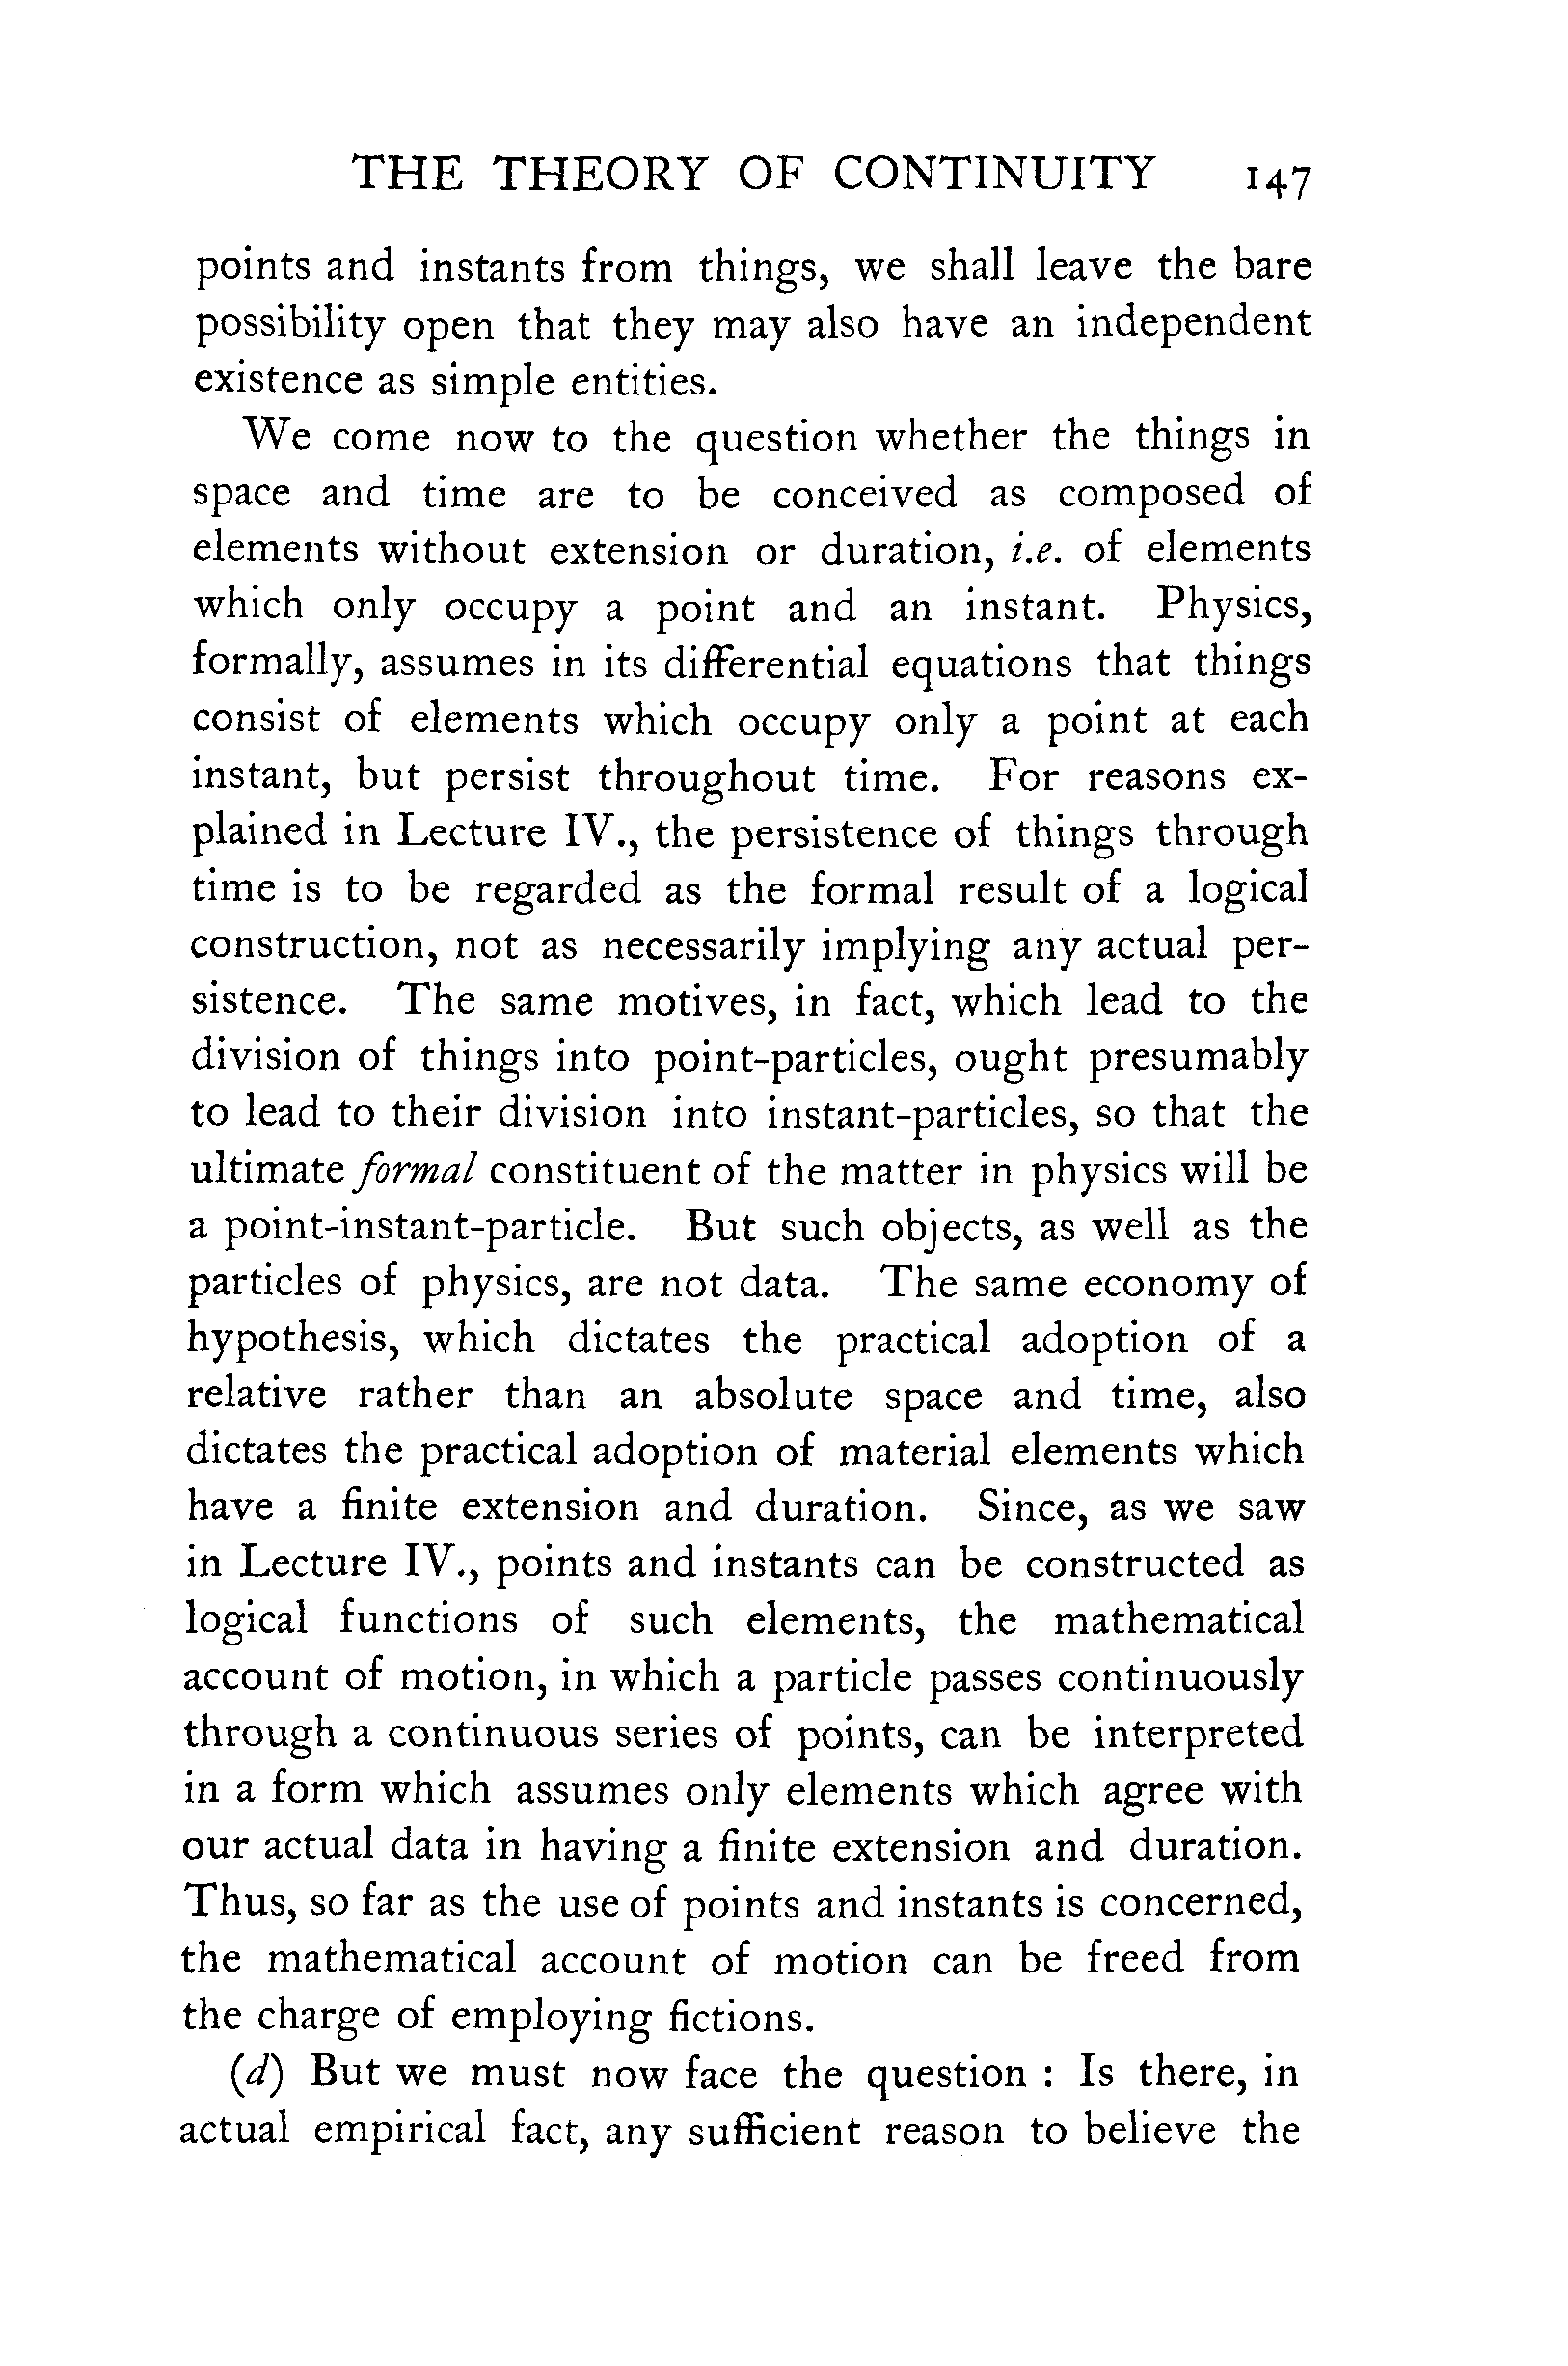 THE THEORY OF CONTINUITY 147
points and instants from things, we shall leave the bare
possibility open that they may also have an independent
existence as simple entities.
We come now to the question whether the things in
space and time are to be conceived as composed of
elements without extension or duration, i.e. of elements
which only occupy a point and an instant. Physics,
formally, assumes in its differential equations that things
consist of elements which occupy only a point at each
instant, but persist throughout time. For reasons ex-
plained in Lecture IV., the persistence of things through
time is to be regarded as the formal result of a logical
construction, not as necessarily implying any actual per-
sistence. The same motives, in fact, which lead to the
division of things into point-particles, ought presumably
to lead to their division into instant-particles, so that the
ultimate formal constituent of the matter in physics will be
a point-instant-particle. But such objects, as well as the
particles of physics, are not data. The same economy of
hypothesis, which dictates the practical adoption of a
relative rather than an absolute space and time, also
dictates the practical adoption of material elements which
have a finite extension and duration. Since, as we saw
in Lecture IV., points and instants can be constructed as
logical functions of such elements, the mathematical
account of motion, in which a particle passes continuously
through a continuous series of points, can be interpreted
in a form which assumes only elements which agree with
our actual data in having a finite extension and duration.
Thus, so far as the use of points and instants is concerned,
the mathematical account of motion can be freed from
the charge of employing fictions.
(d) But we must now face the question : Is there, in
actual empirical fact, any sufficient reason to believe the